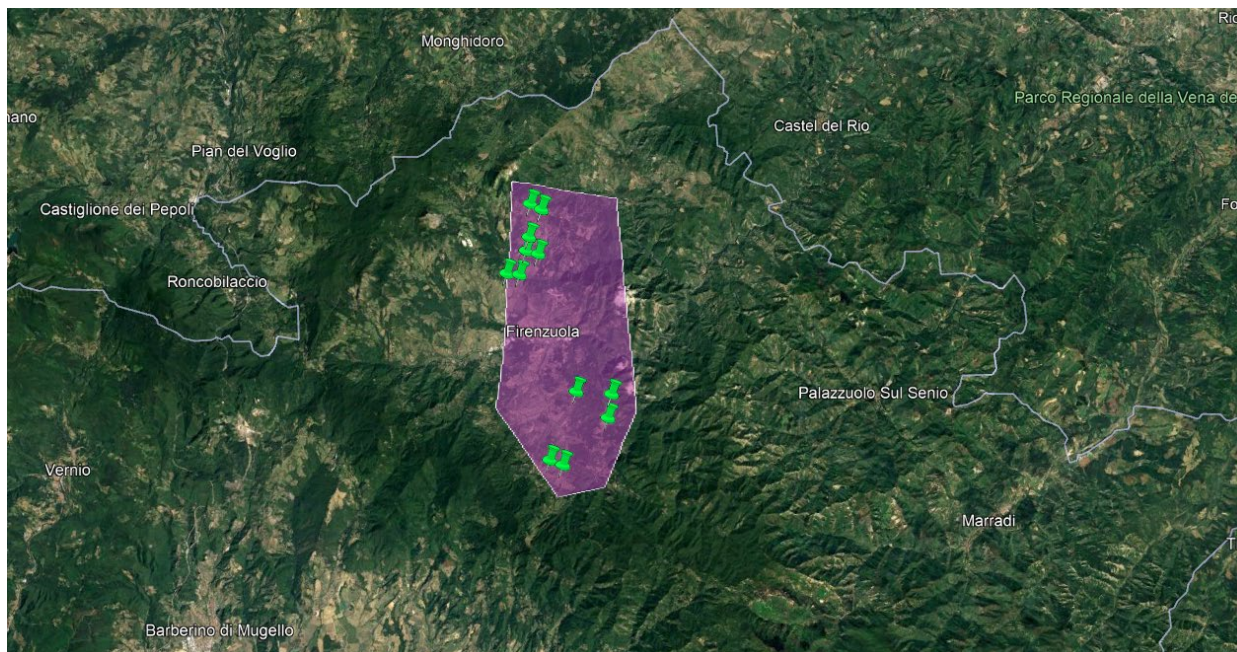 Monghidoro
Parco Regionale della Vena de
Castel del Rio
Pian del Voglio
Castiglione dei Pepoli
Roncobilaccio
Firenzuola
Palazzuolo Sul Senio
Vernio
Marradi
Barberino di Mugello